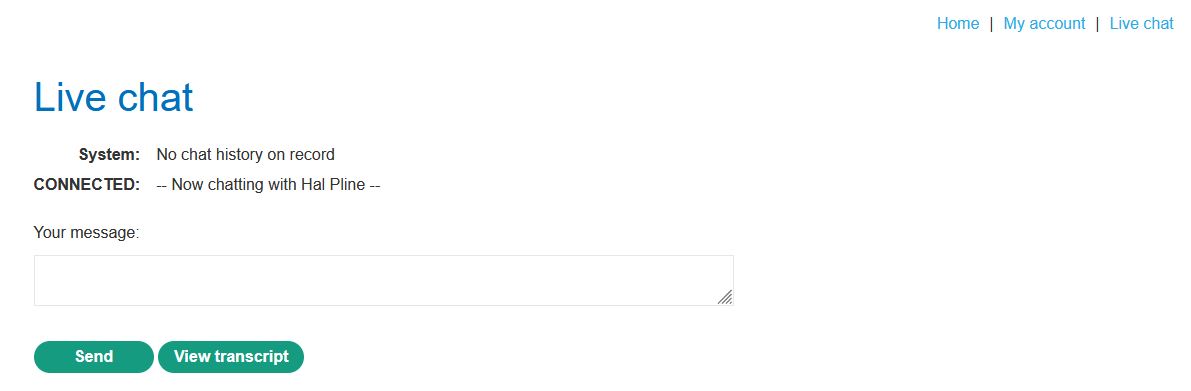 Home | My account | Live chat
Live chat
System: No chat history on record
CONNECTED: -- Now chatting with Hal Pline --
Your message:
Send View transcript